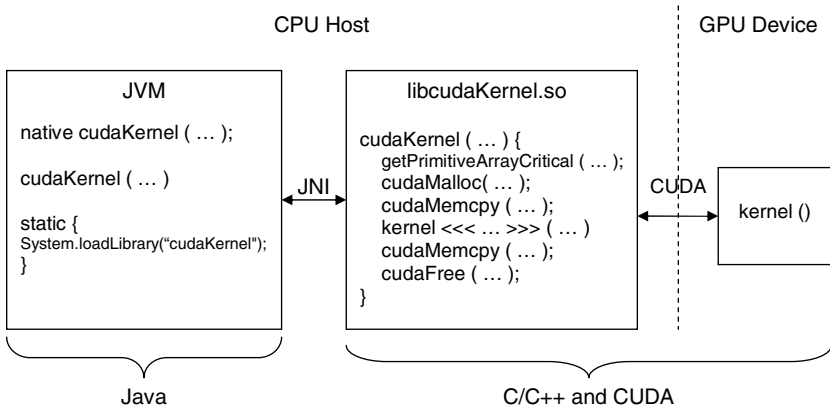 CPU Host
GPU Device
JVM
native cudaKernel ( … );
cudaKernel ( … )
static {
System.loadLibrary(“cudaKernel");
}
JNI
libcudaKernel.so
cudaKernel ( … ) {
getPrimitiveArrayCritical ( … );
cudaMalloc( … );
cudaMemcpy ( … );
kernel <<< … >>> ( … )
cudaMemcpy ( … );
cudaFree ( … );
}
CUDA
kernel ()
Java
C/C++ and CUDA